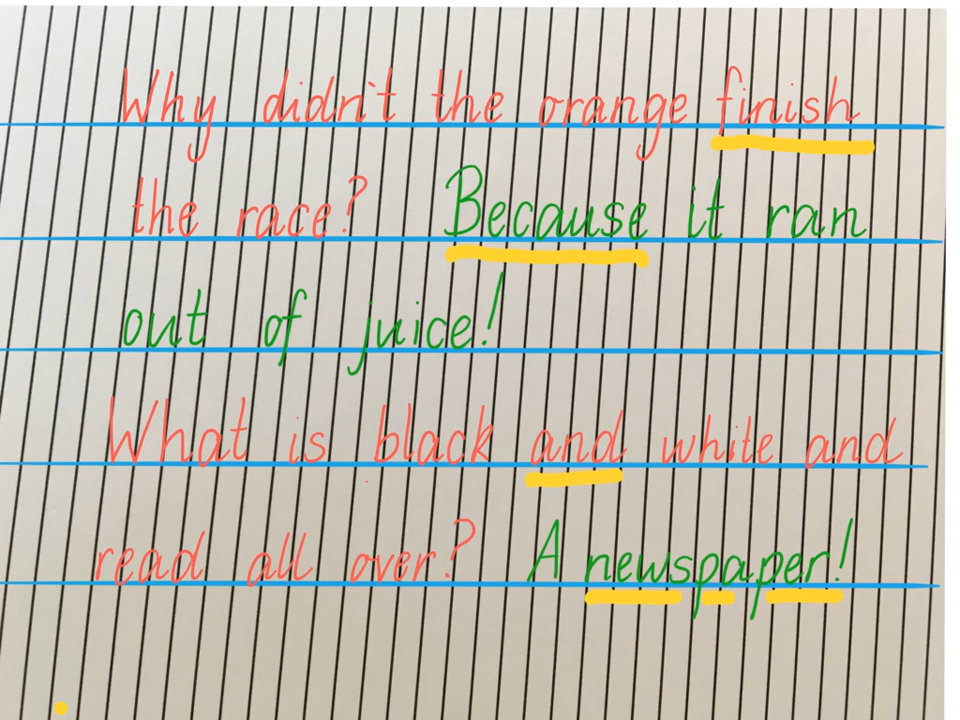 Why didn't the orange finish
the race? Because it ran
out of juice!
What is black and white and
read all over? A newspaper!